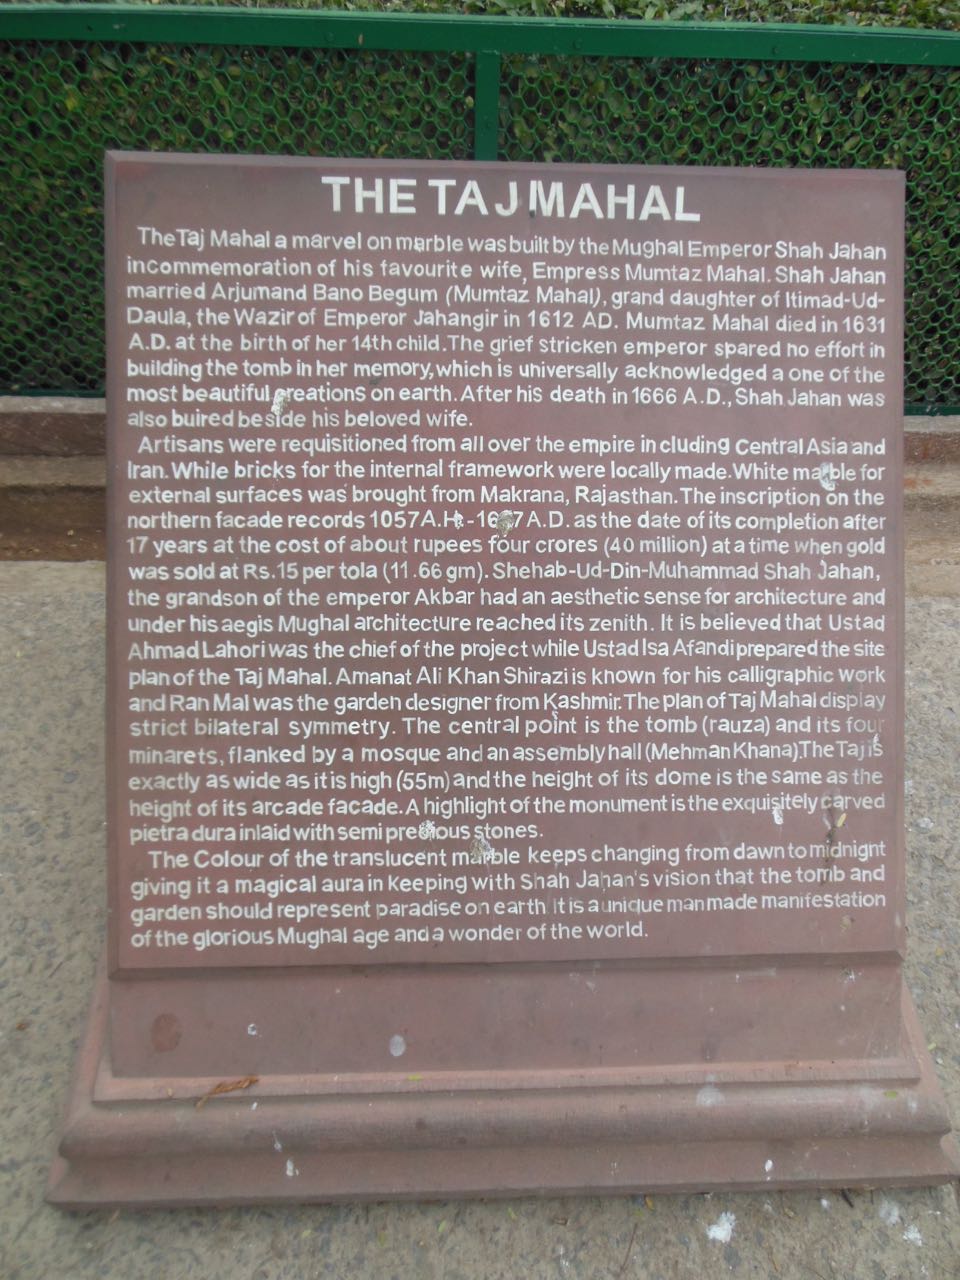 THE TAJ MAHAL
The Taj Mahal a marvel on marble was built by the Mughal Emperor Shah Jahan
in commemoration of his favourite wife, Empress Mumtaz Mahal. Shah Jahan
married Arjumand Bano Begum (Mumtaz Mahal), grand daughter of Itimad-Ud-
Daula, the Wazir of Emperor Jahangir in 1612 AD. Mumtaz Mahal died in 1631
A.D. at the birth of her 14th child. The grief stricken emperor spared no effort in
building the tomb in her memory, which is universally acknowledged a one of the
most beautiful creations on earth. After his death in 1666 A.D., Shah Jahan was
also buired beside his beloved wife.
Artisans were requisitioned from all over the empire in cluding Central Asia and
Iran. While bricks for the internal framework were locally made. White marble for
external surfaces was brought from Makrana, Rajasthan. The inscription on the
northern facade records 1057 A.H. - A.D. as the date of its completion after
17 years at the cost of about rupees four crores (40 million) at a time when gold
was sold at Rs. 15 per tola (11.66 gm). Shehab-Ud-Din-Muhammad Shah Jahan,
the grandson of the emperor Akbar had an aesthetic sense for architecture and
under his aegis Mughal architecture reached its zenith. It is believed that Ustad
Ahmad Lahori was the chief of the project while Ustad Isa Afandi prepared the site
plan of the Taj Mahal. Amanat Ali Khan Shirazi is known for his calligraphic work
and Ran Mal was the garden designer from Kashmir. The plan of Taj Mahal display
strict bilateral symmetry. The central point is the tomb (rauza) and its four
minarets, flanked by a mosque and an assembly hall (Mehman Khana). The Taj is
exactly as wide as it is high (55m) and the height of its dome is the same as the
height of its arcade facade. A highlight of the monument is the exquisitely carved
pietra dura inlaid with semi precious stones.
The Colour of the translucent marble keeps changing from dawn to midnignt
giving it a magical aura in keeping with Shah Jahan's vision that the tomb and
garden should represent paradise on earth It is a unique man made manifestation
of the glorious Mughal age and a wonder of the world.